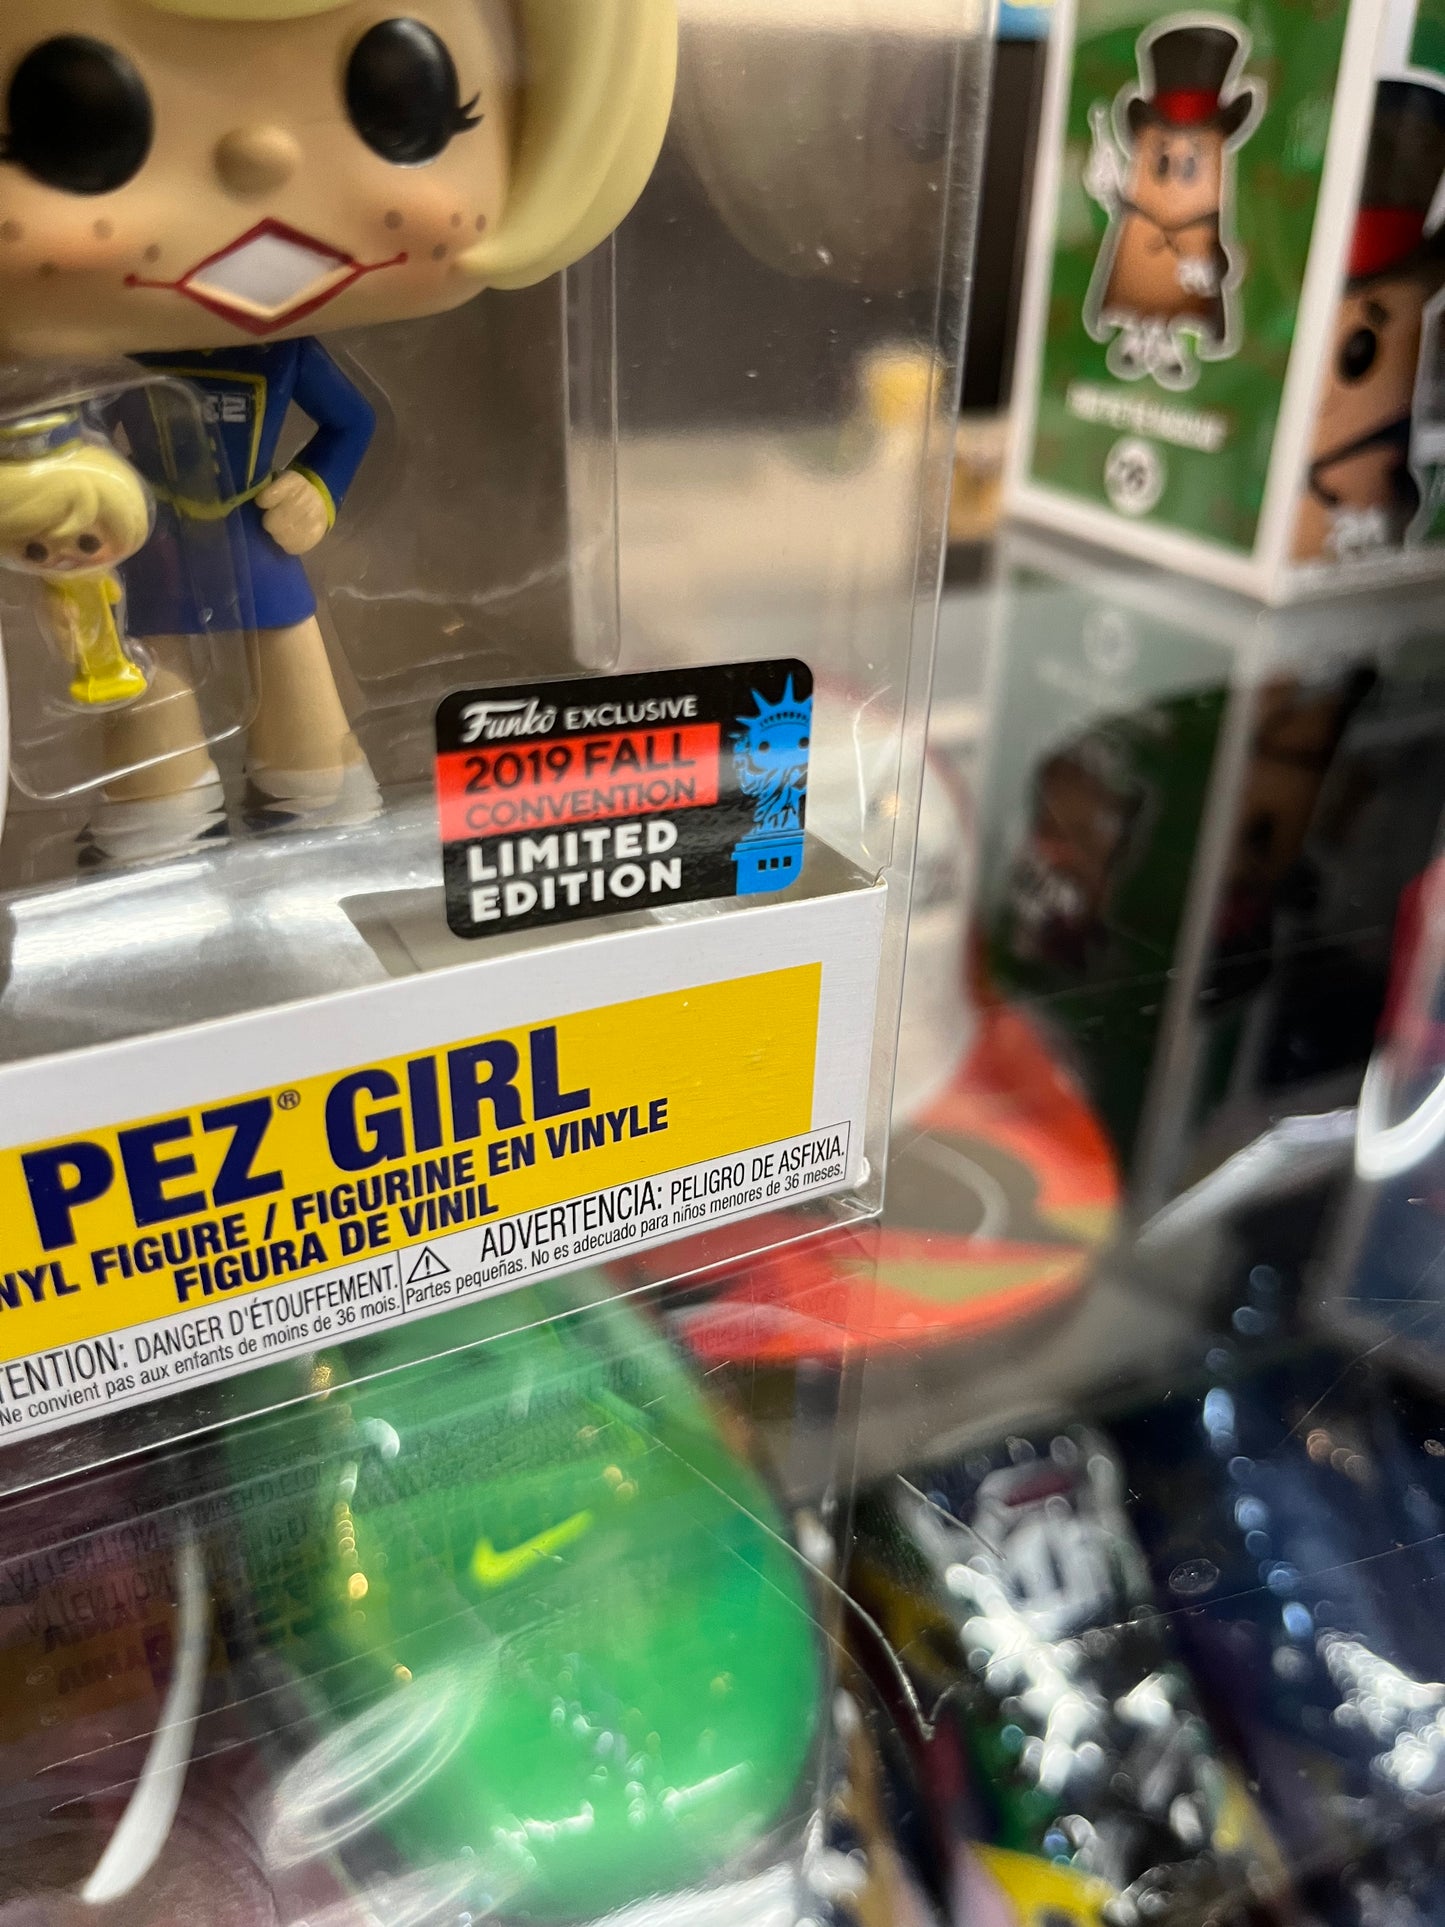 Funko EXCLUSIVE
2019 FALL
CONVENTION
LIMITED
EDITION
PEZ® GIRL
NYL FIGURE / FIGURINE EN VINYLE
FIGURA DE VINIL
TENTION: DANGER D'ÉTOUFFEMENT.
Ne convient pas aux enfants de moins de 36 mois.
ADVERTENCIA: PELIGRO DE ASFIXIA.
Partes pequeñas. No es adecuado para niños menores de 36 meses.